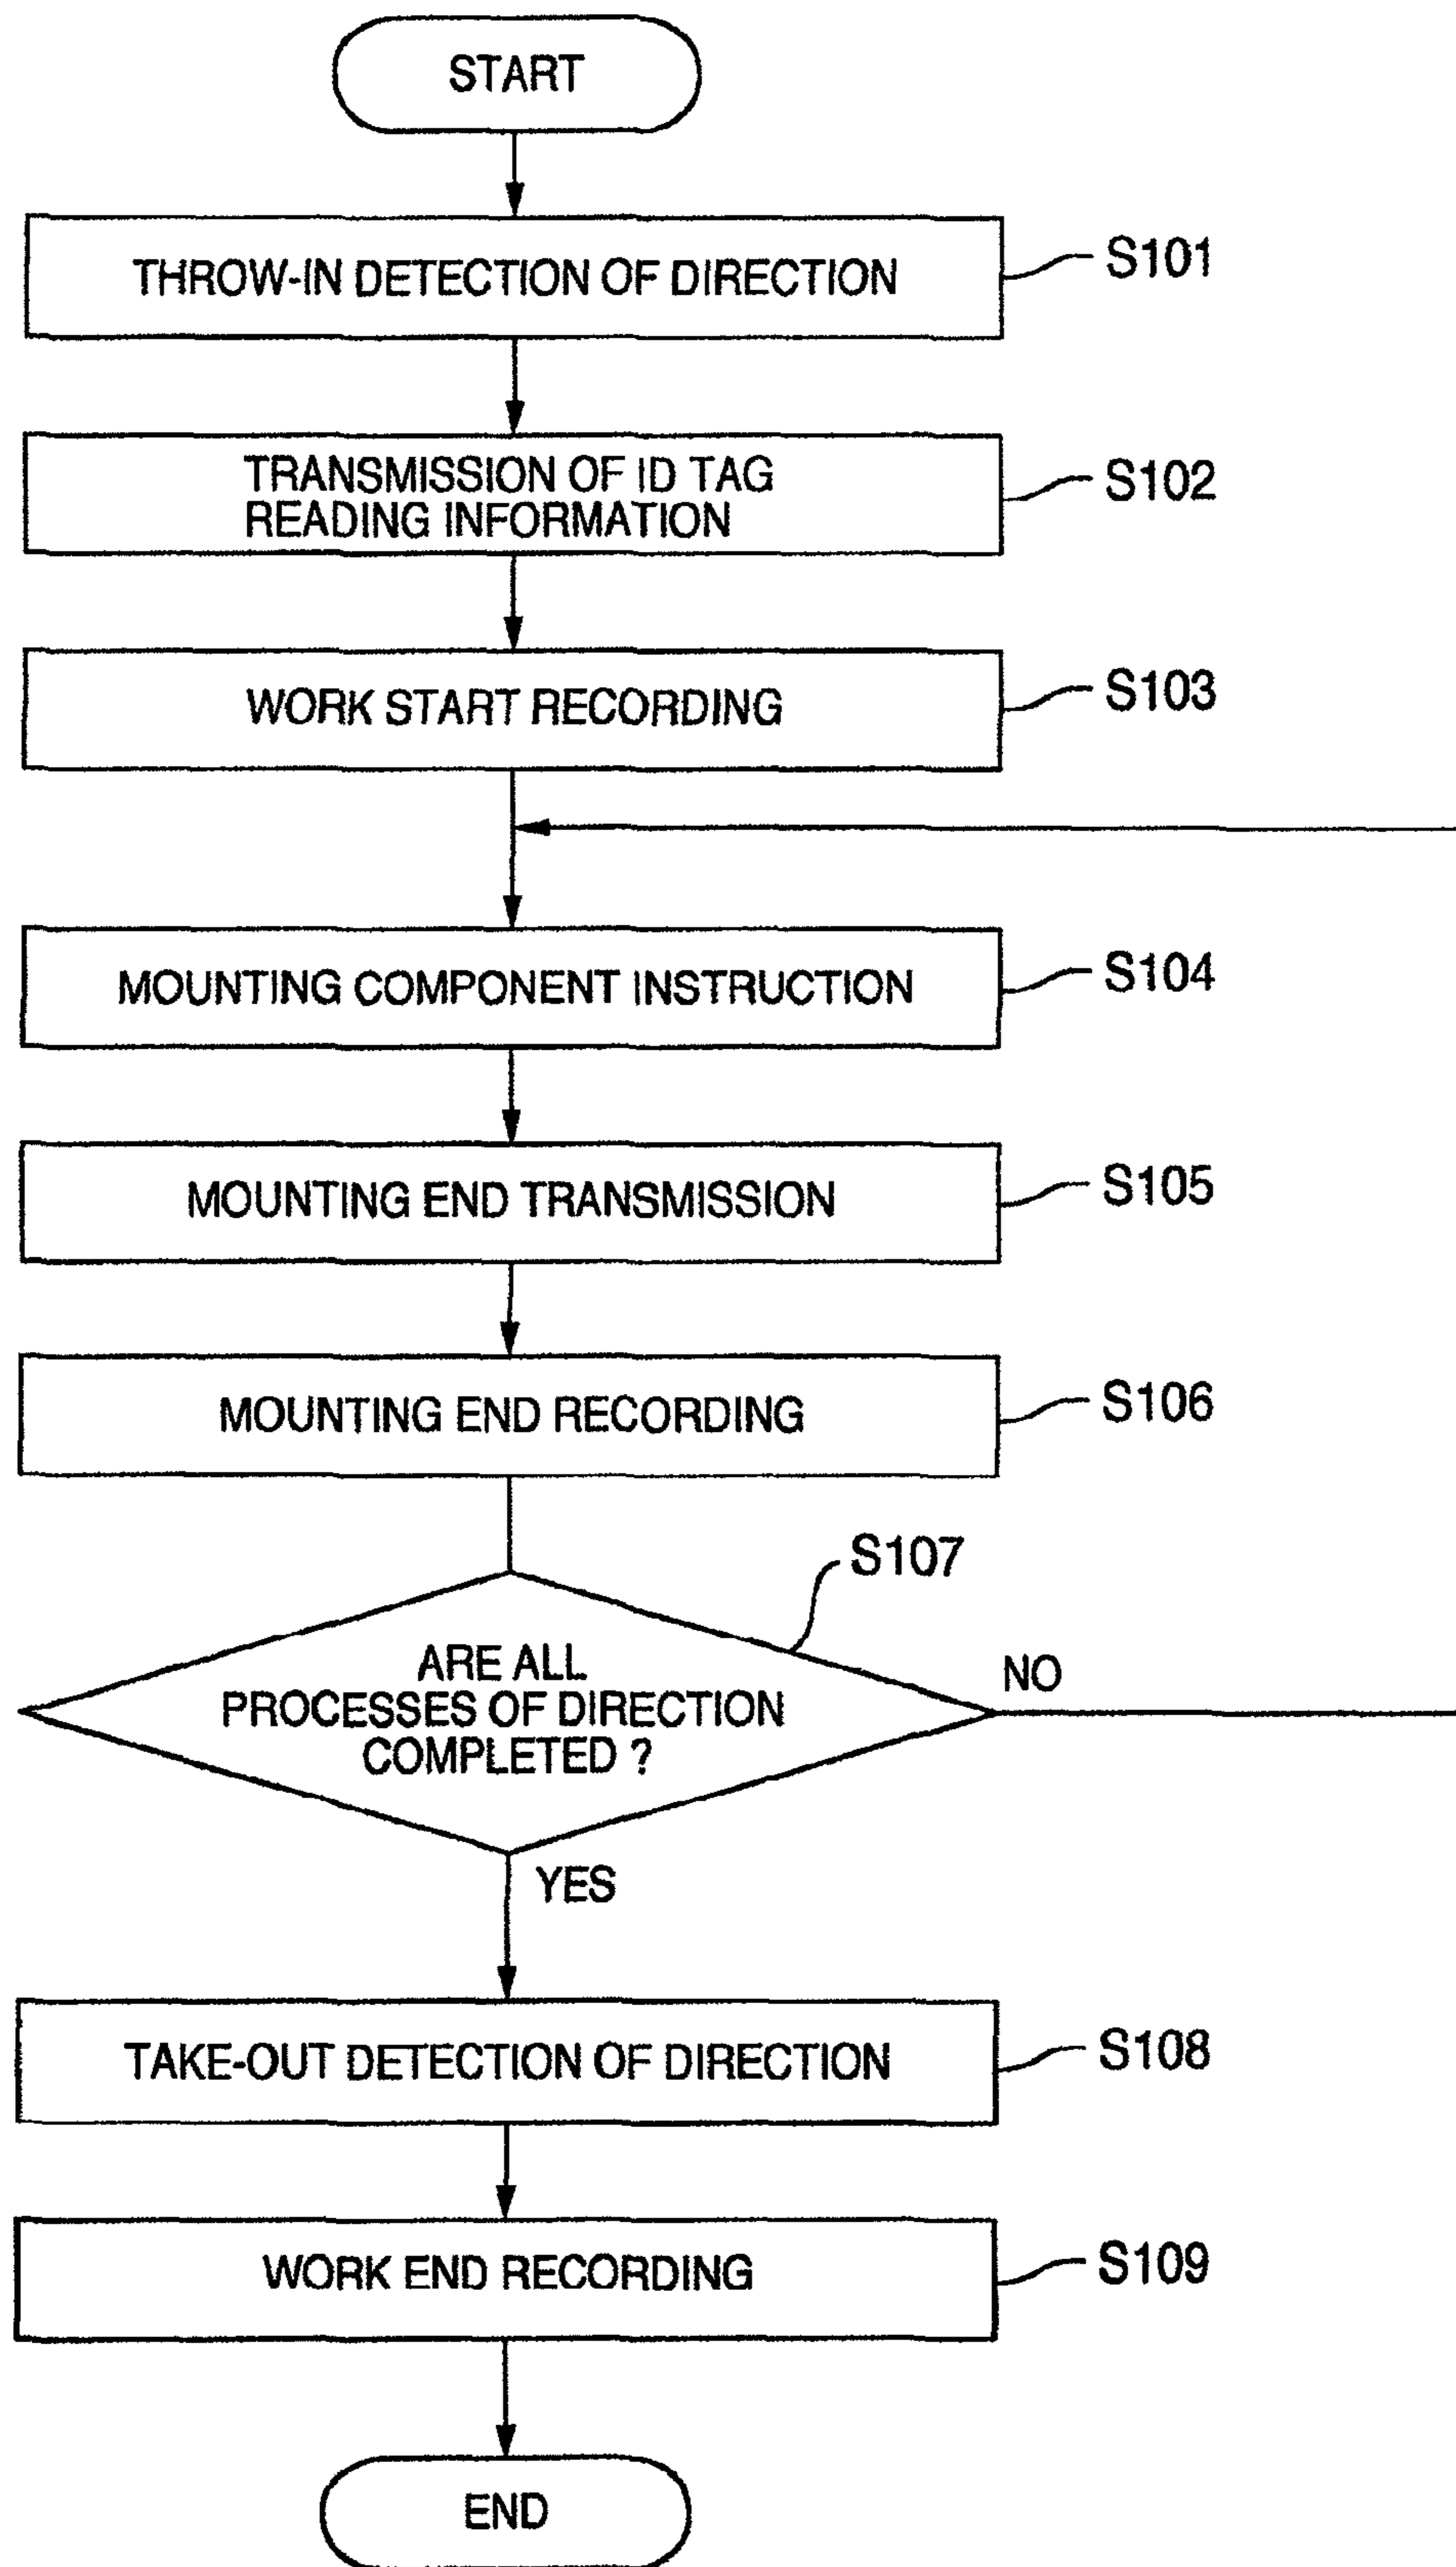 START
THROW-IN DETECTION OF DIRECTION
S101
TRANSMISSION OF ID TAG
READING INFORMATION
S102
WORK START RECORDING
S103
MOUNTING COMPONENT INSTRUCTION
S104
MOUNTING END TRANSMISSION
S105
MOUNTING END RECORDING
S106
S107
ARE ALL
PROCESSES OF DIRECTION
COMPLETED ?
NO
YES
TAKE-OUT DETECTION OF DIRECTION
S108
WORK END RECORDING
S109
END